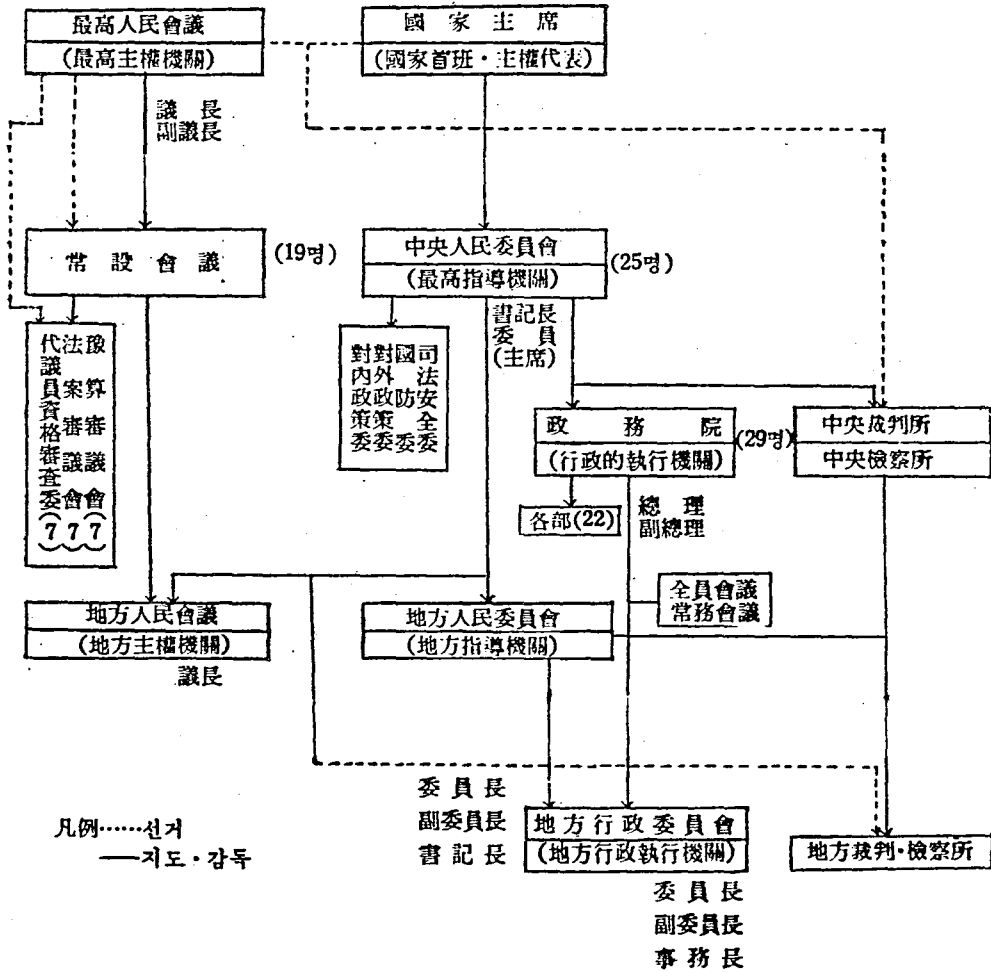 最高人民會議
(最高主權機關)
國家主席
(國家首班·主權代表)
議長
副議長
常設會議
(19명)
中央人民委員會
(最高指導機關)
(25명)
書記長
委員
(主席)
代議員資格審査委(7)
法案審議會(7)
豫算審議會(7)
對內政策委
對外政策委
國防委
司法安全委
政務院
(行政的執行機關)
(29명)
中央裁判所
中央檢察所
各部(22)
總理
副總理
全員會議
常務會議
地方人民會議
(地方主權機關)
議長
地方人民委員會
(地方指導機關)
委員長
副委員長
書記長
地方行政委員會
(地方行政執行機關)
地方裁判·檢察所
委員長
副委員長
事務長
凡例……선거
──지도·감독